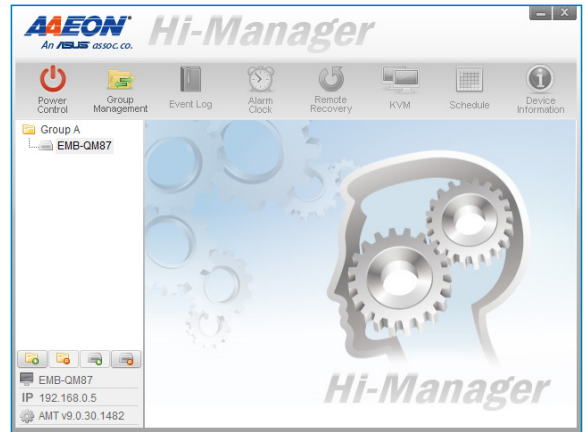 AAEON
An ASUS assoc. co.
Hi-Manager
Power
Control
Group
Management
Event Log
Alarm
Clock
Remote
Recovery
KVM
Schedule
Device
Information
Group A
EMB-QM87
EMB-QM87
IP 192.168.0.5
AMT v9.0.30.1482
Hi-Manager